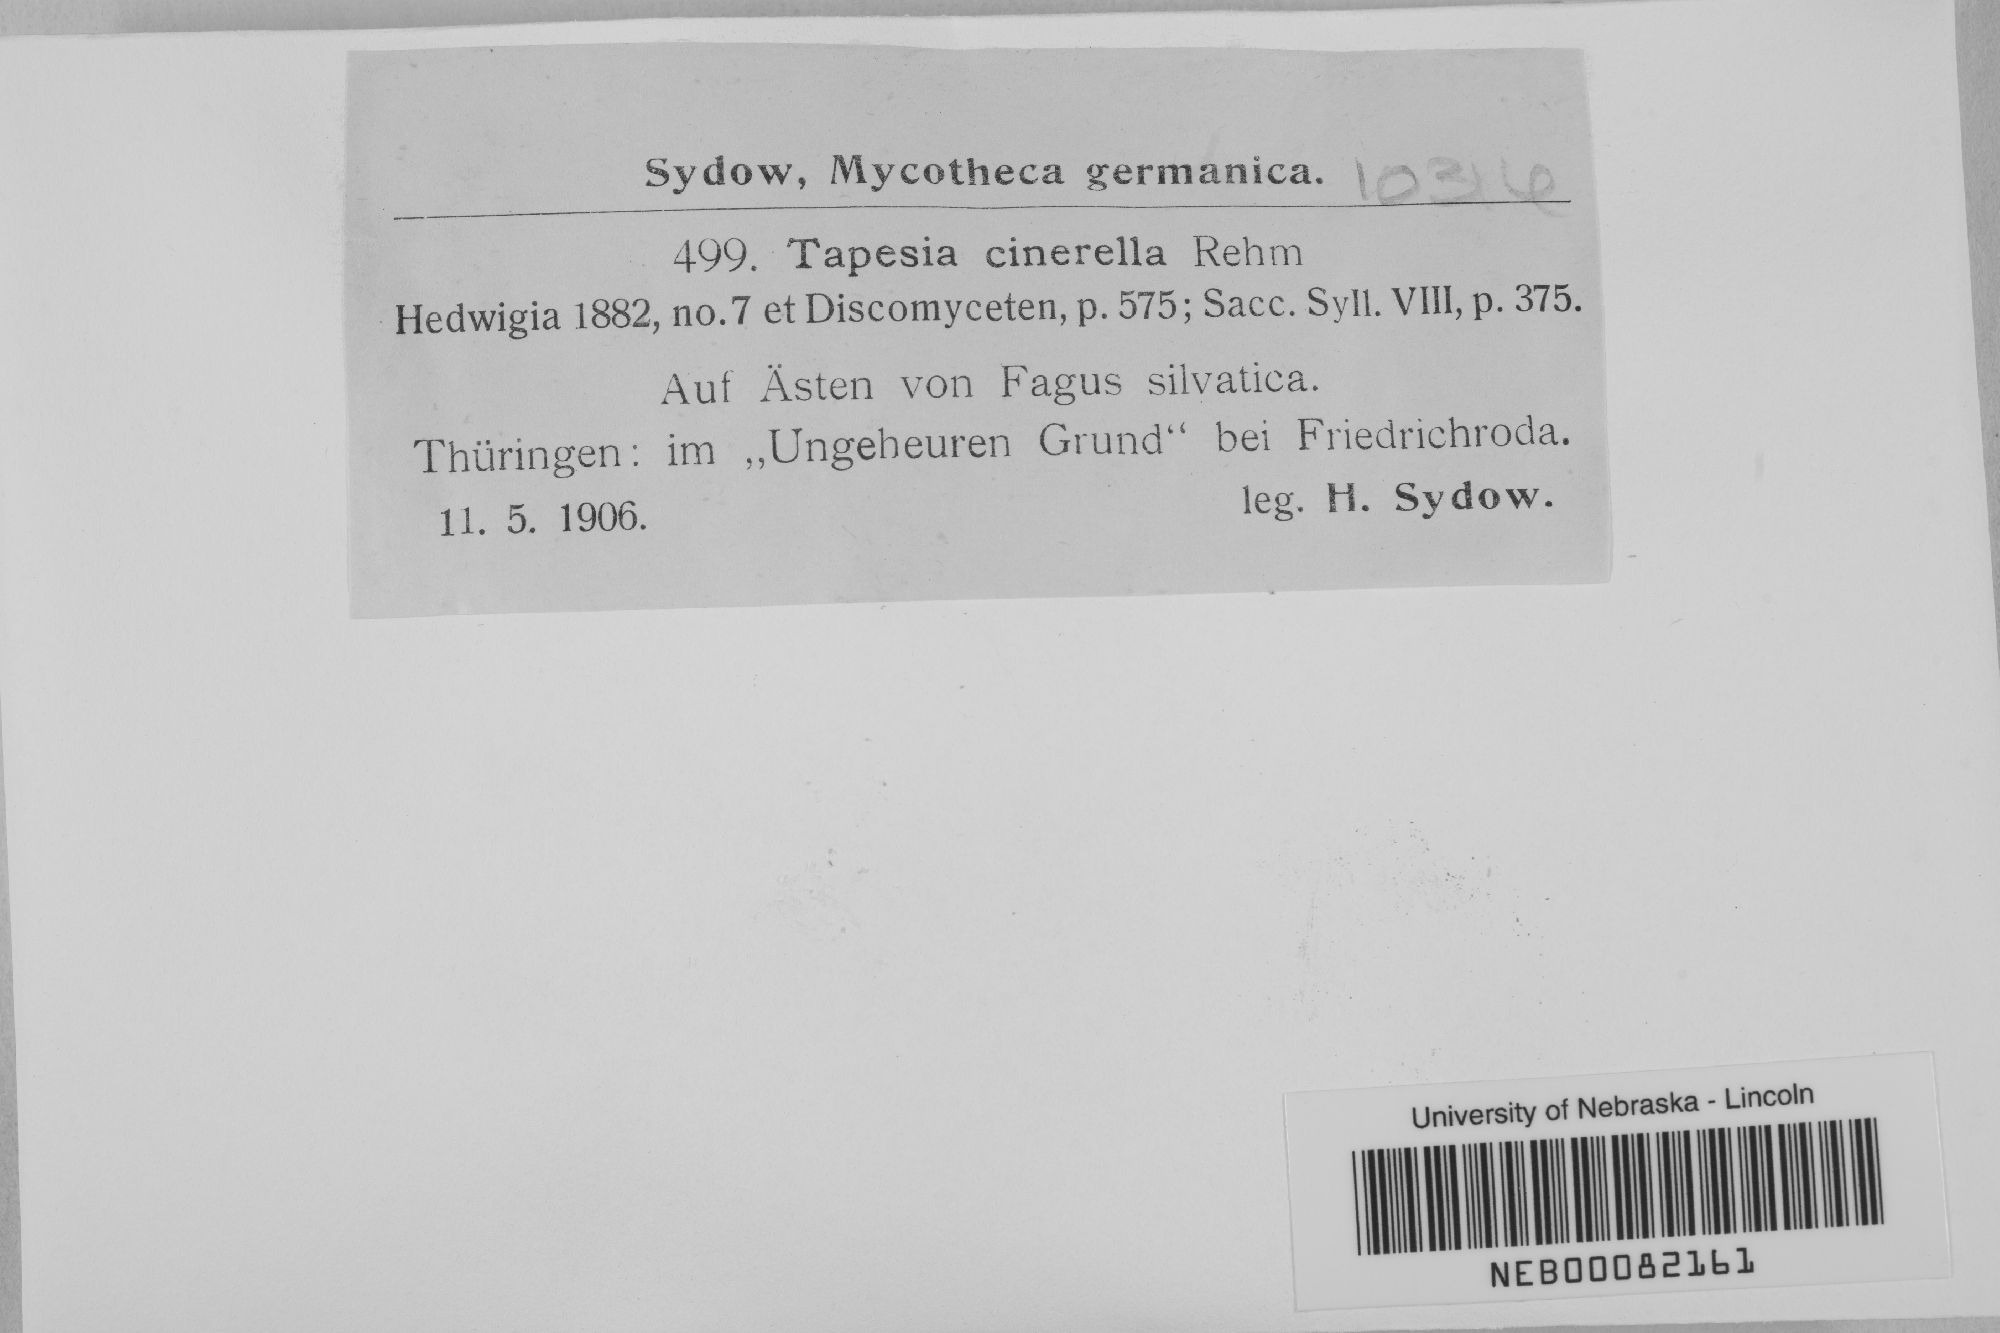 Sydow, Mycotheca germanica. 10316
499. Tapesia cinerella Rehm
Hedwigia 1882, no. 7 et Discomyceten, p. 575; Sacc. Syll. VIII, p. 375.
Auf Ästen von Fagus silvatica.
Thüringen: im „Ungeheuren Grund“ bei Friedrichroda.
11. 5. 1906. leg. H. Sydow.
University of Nebraska - Lincoln
NEB00082161